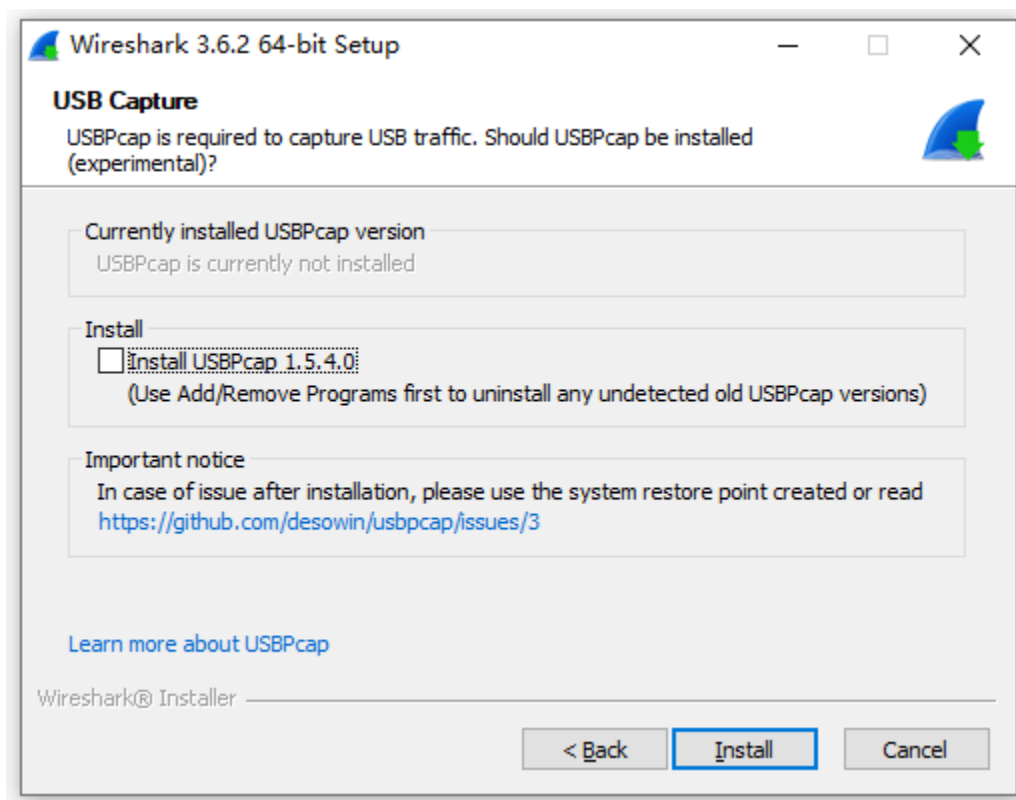 Wireshark 3.6.2 64-bit Setup
USB Capture
USBPcap is required to capture USB traffic. Should USBPcap be installed
(experimental)?
Currently installed USBPcap version
USBPcap is currently not installed
Install
Install USBPcap 1.5.4.0
(Use Add/Remove Programs first to uninstall any undetected old USBPcap versions)
Important notice
In case of issue after installation, please use the system restore point created or read
https://github.com/desowin/usbpcap/issues/3
Learn more about USBPcap
Wireshark® Installer
< Back Install Cancel